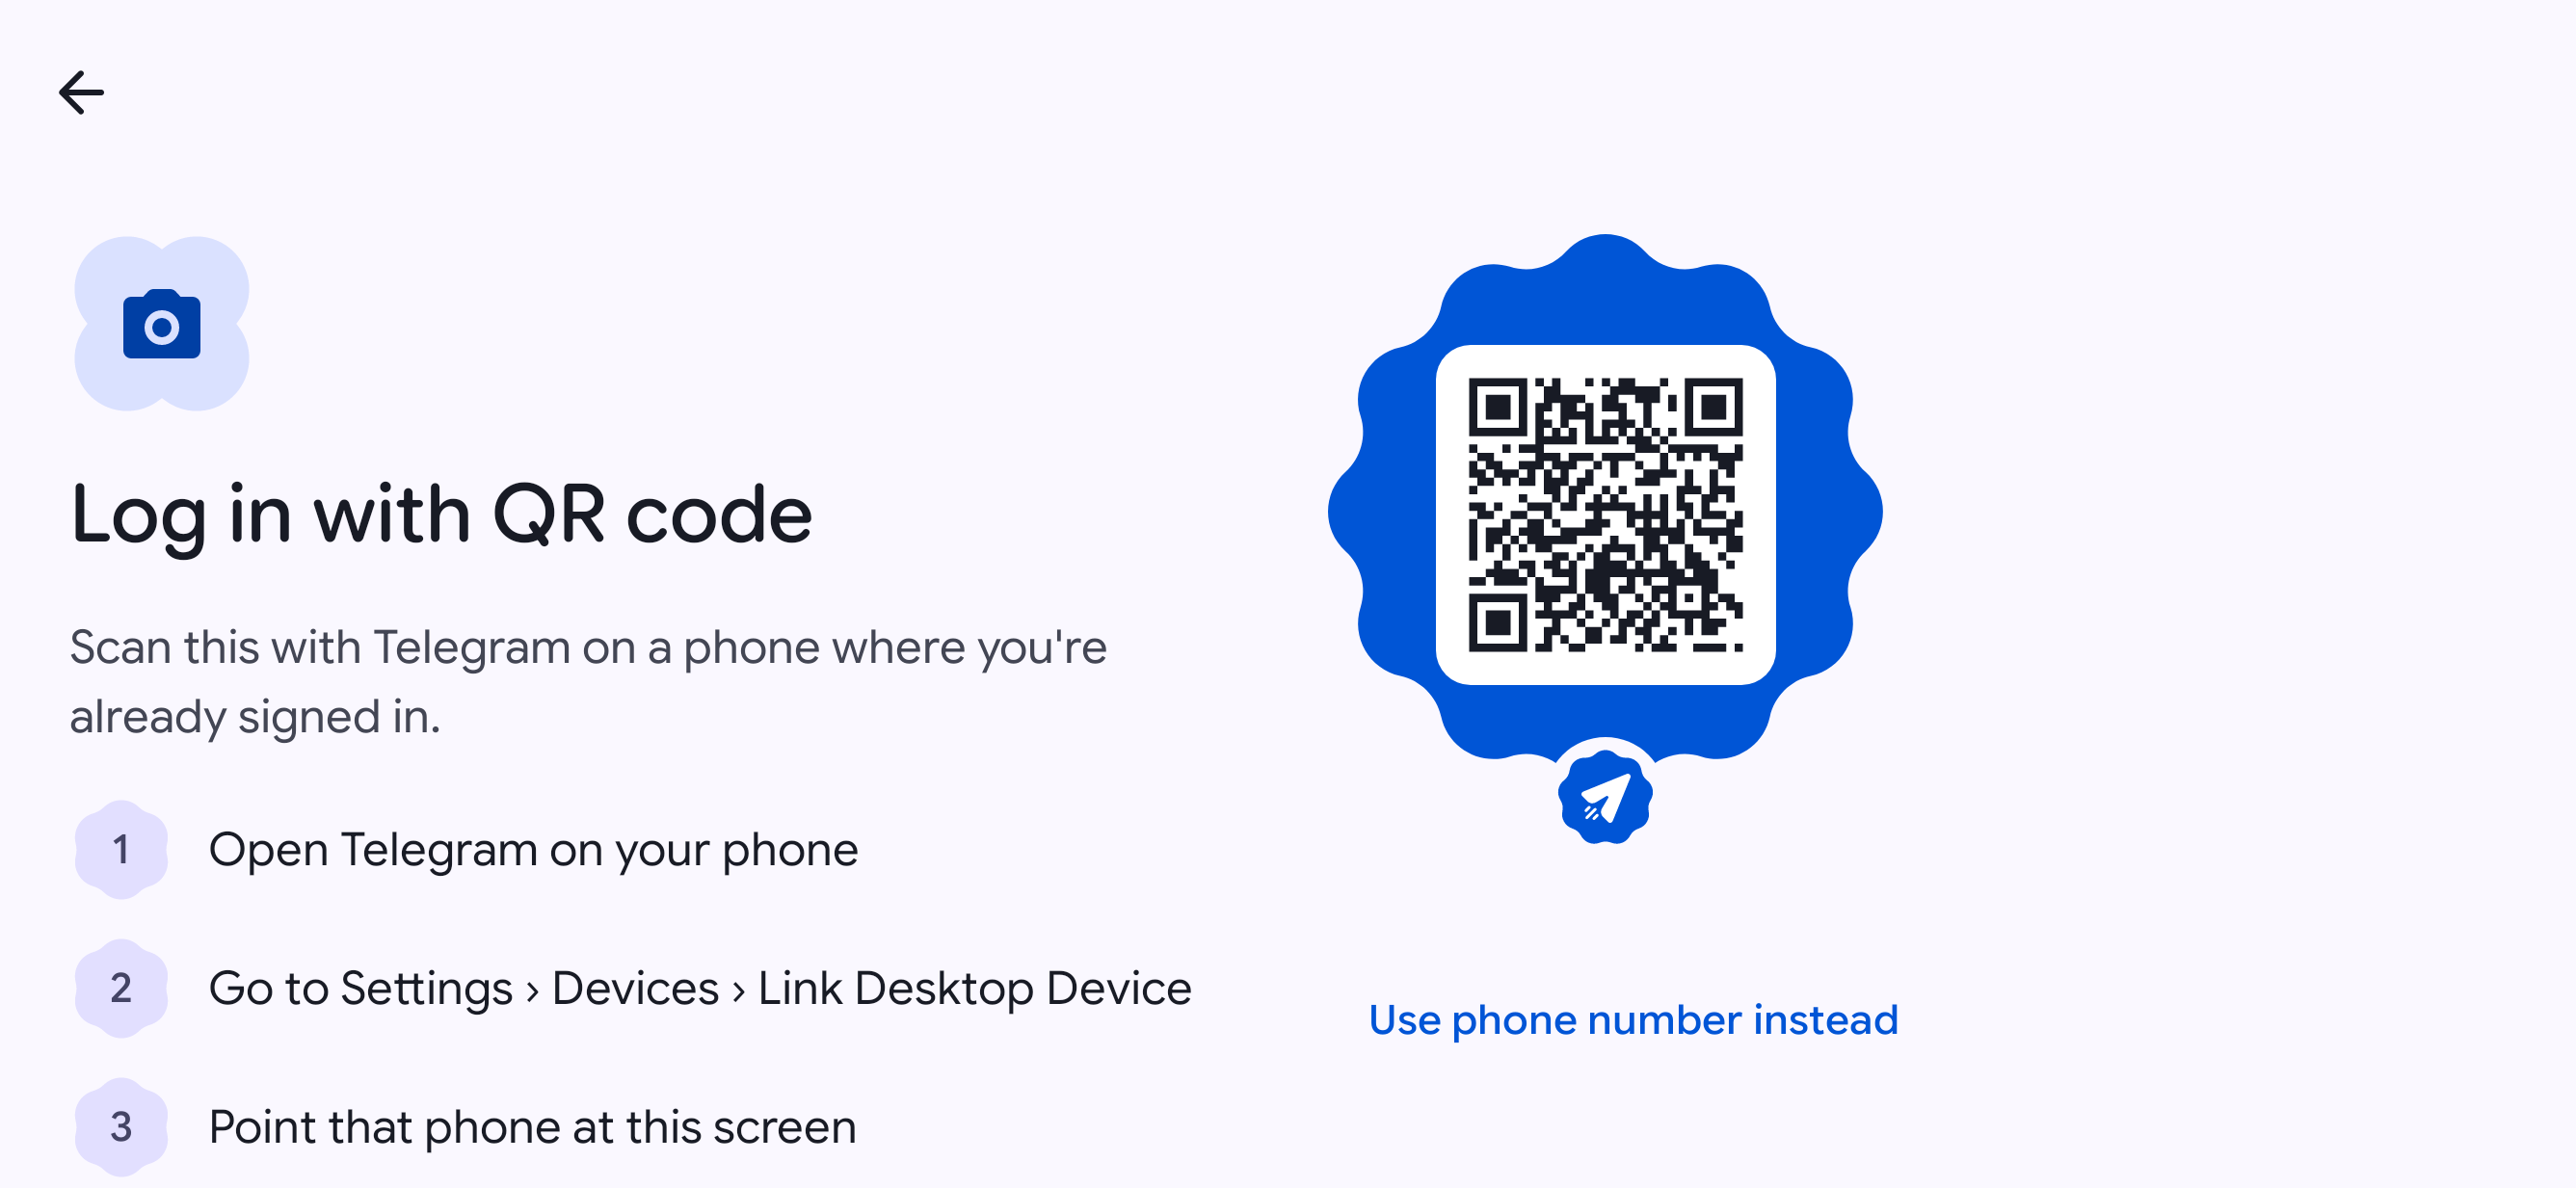 Log in with QR code
Scan this with Telegram on a phone where you're
already signed in.
1 Open Telegram on your phone
2 Go to Settings › Devices › Link Desktop Device
3 Point that phone at this screen
Use phone number instead